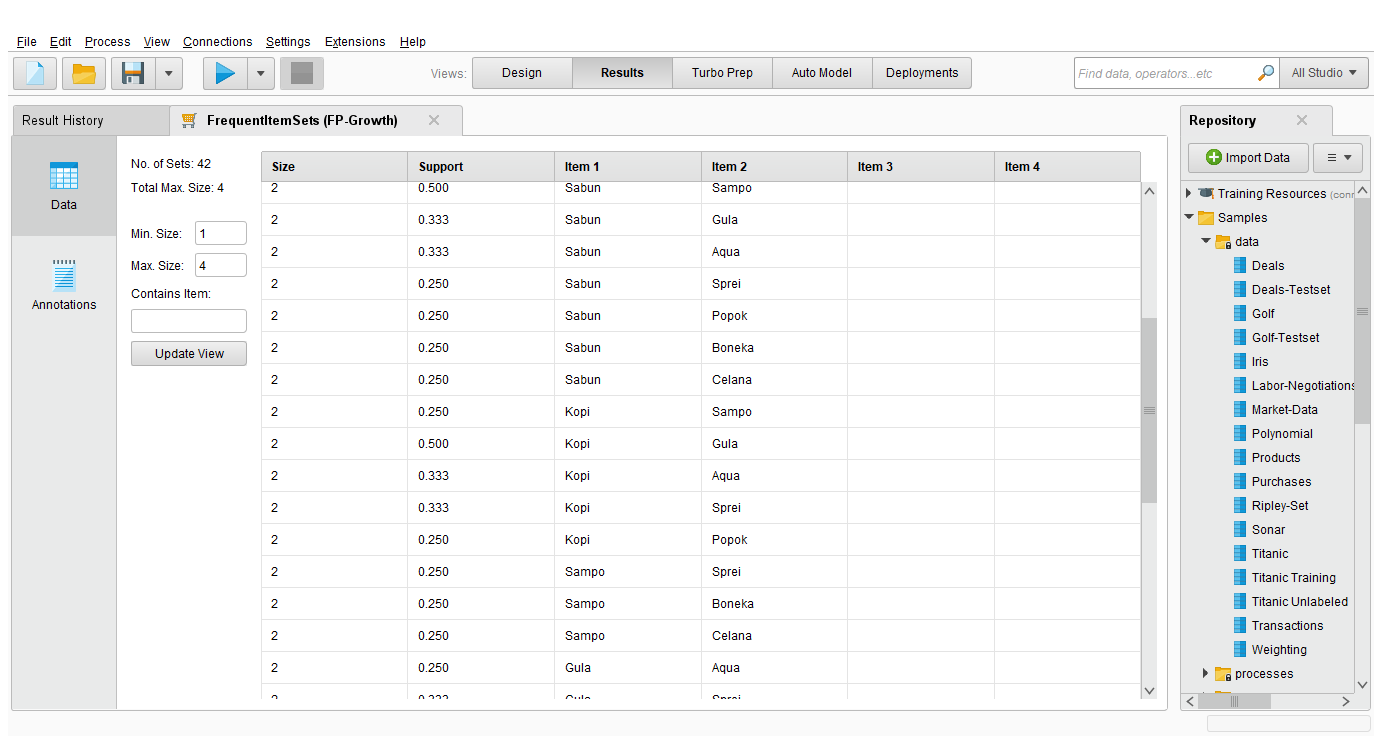 File Edit Process View Connections Settings Extensions Help
Views: Design Results Turbo Prep Auto Model Deployments Find data, operators...etc All Studio
Result History FrequentItemSets (FP-Growth)
Data
Annotations
No. of Sets: 42
Total Max. Size: 4
Min. Size: 1
Max. Size: 4
Contains Item:
Update View
Size Support Item 1 Item 2 Item 3 Item 4
2 0.500 Sabun Sampo
2 0.333 Sabun Gula
2 0.333 Sabun Aqua
2 0.250 Sabun Sprei
2 0.250 Sabun Popok
2 0.250 Sabun Boneka
2 0.250 Sabun Celana
2 0.250 Kopi Sampo
2 0.500 Kopi Gula
2 0.333 Kopi Aqua
2 0.333 Kopi Sprei
2 0.250 Kopi Popok
2 0.250 Sampo Sprei
2 0.250 Sampo Boneka
2 0.250 Sampo Celana
2 0.250 Gula Aqua
Repository
Import Data
Training Resources (conn
Samples
data
Deals
Deals-Testset
Golf
Golf-Testset
Iris
Labor-Negotiations
Market-Data
Polynomial
Products
Purchases
Ripley-Set
Sonar
Titanic
Titanic Training
Titanic Unlabeled
Transactions
Weighting
processes